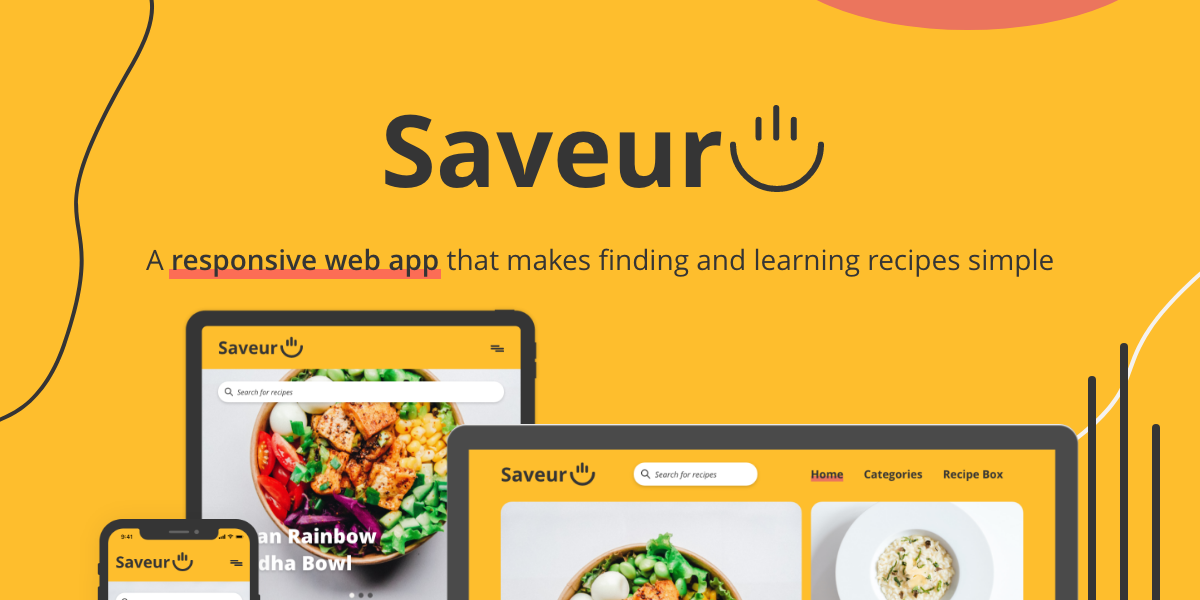 Saveur
A responsive web app that makes finding and learning recipes simple
Saveur
Search for recipes
an Rainbow
dha Bowl
9:41
Saveur
Saveur
Search for recipes
Home
Categories
Recipe Box